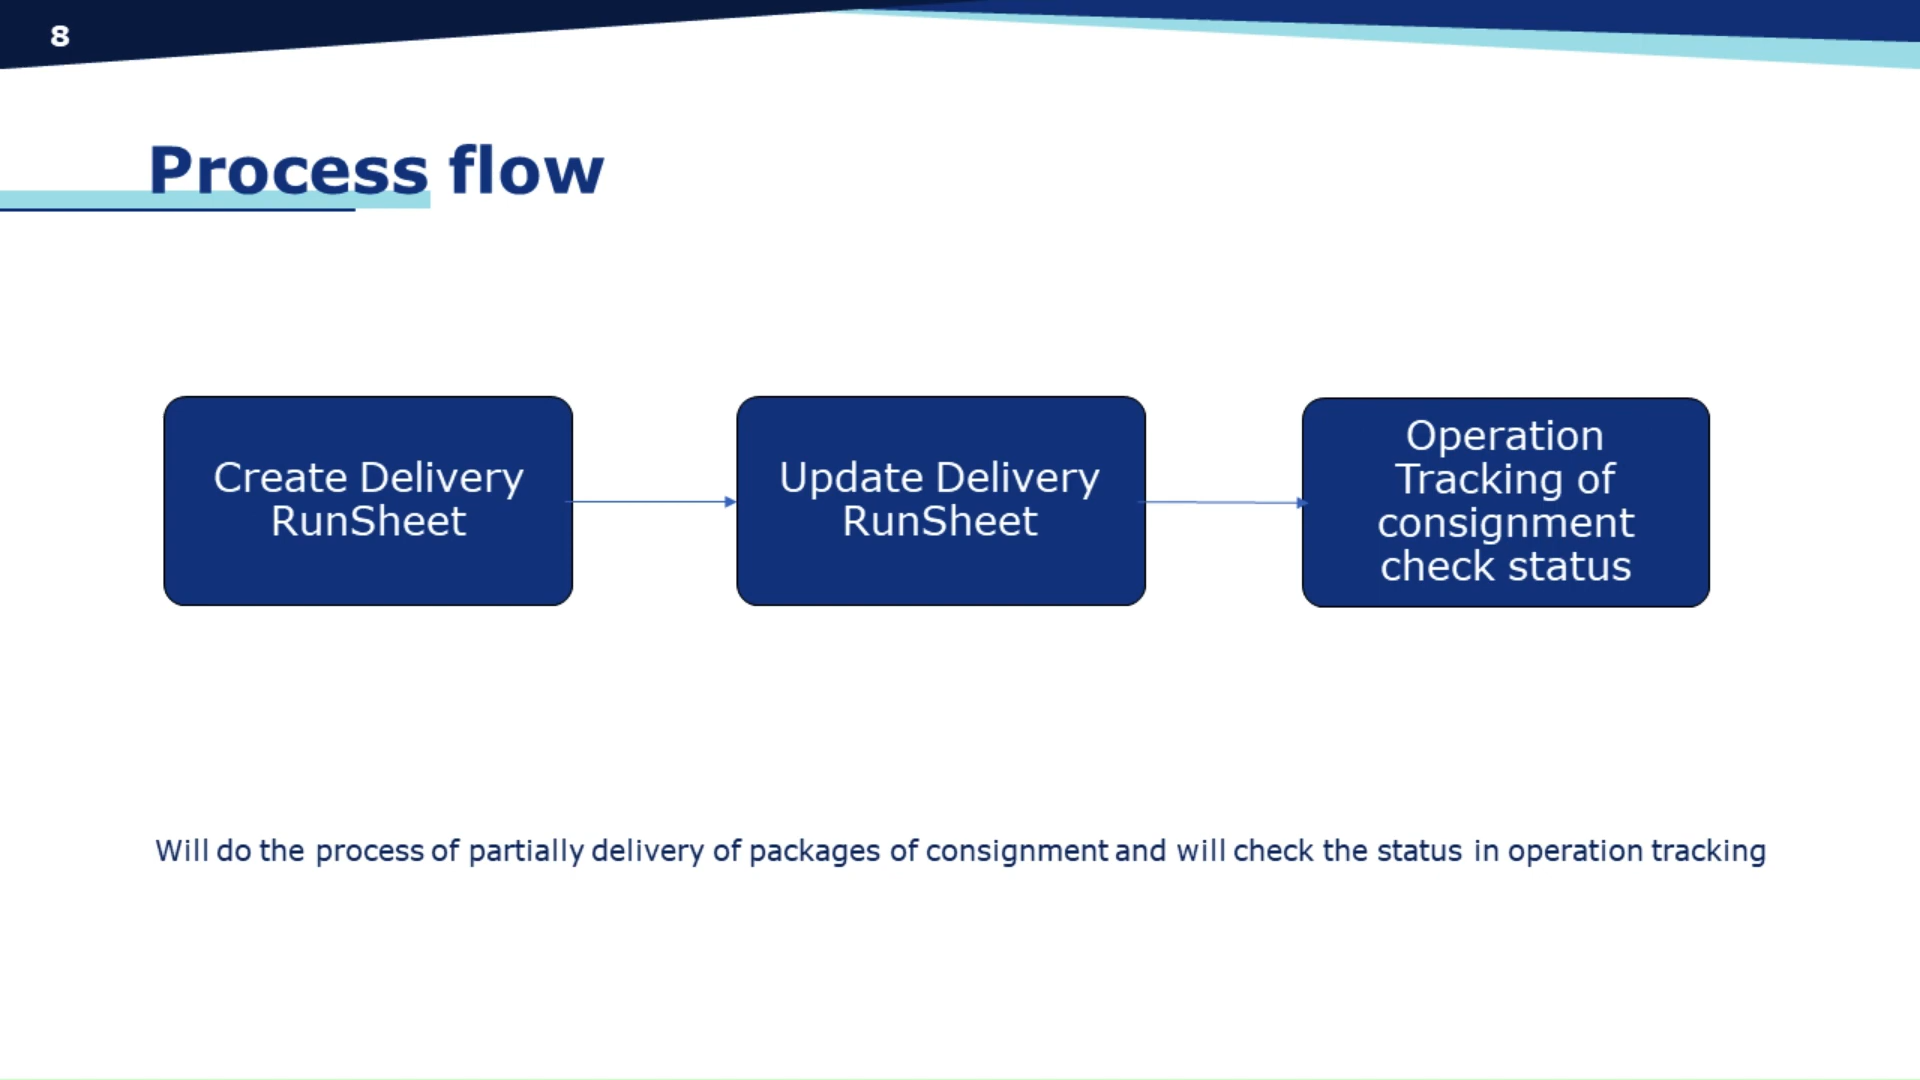 8
Process flow
Create Delivery
RunSheet
Update Delivery
RunSheet
Operation
Tracking of
consignment
check status
Will do the process of partially delivery of packages of consignment and will check the status in operation tracking